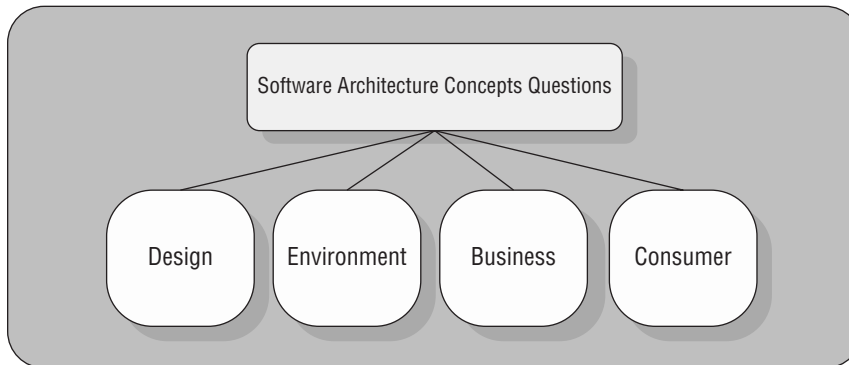 Software Architecture Concepts Questions
Design
Environment
Business
Consumer